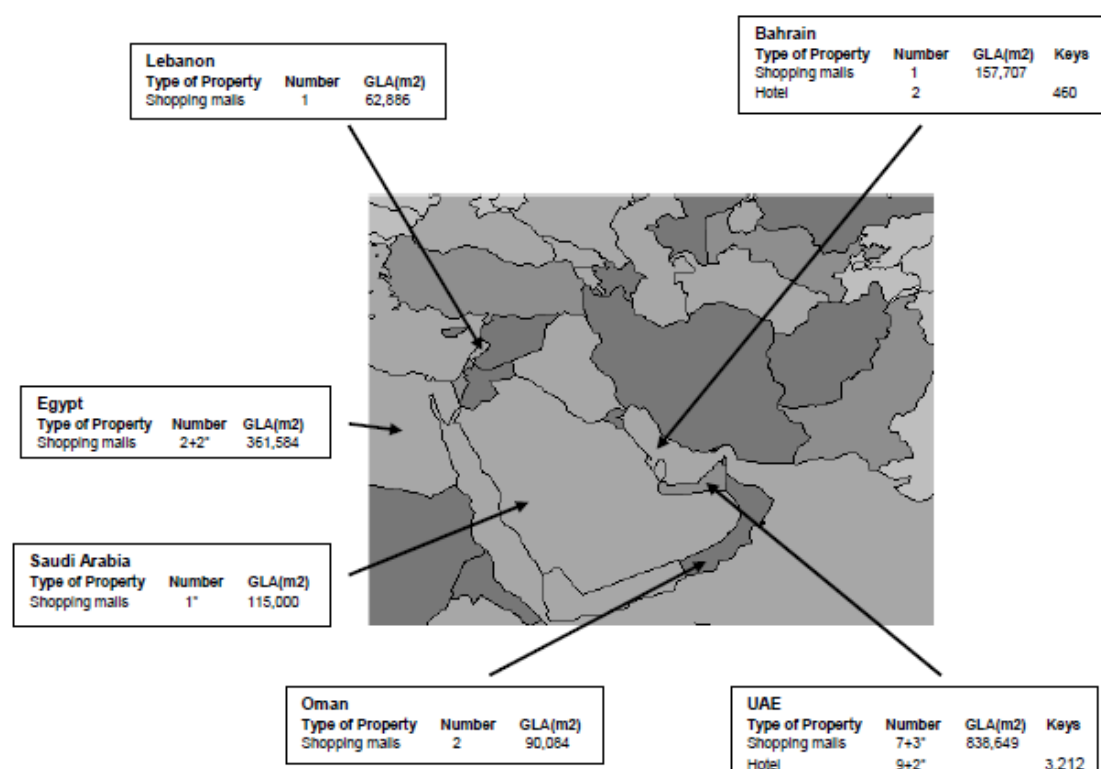 Lebanon
Type of Property Number GLA(m2)
Shopping malls 1 62,886
Bahrain
Type of Property Number GLA(m2) Keys
Shopping malls 1 157,707
Hotel 2 460
Egypt
Type of Property Number GLA(m2)
Shopping malls 2+2" 361,584
Saudi Arabia
Type of Property Number GLA(m2)
Shopping malls 1" 115,000
Oman
Type of Property Number GLA(m2)
Shopping malls 2 90,084
UAE
Type of Property Number GLA(m2) Keys
Shopping malls 7+3" 838,649
Hotel 9+2" 3,212